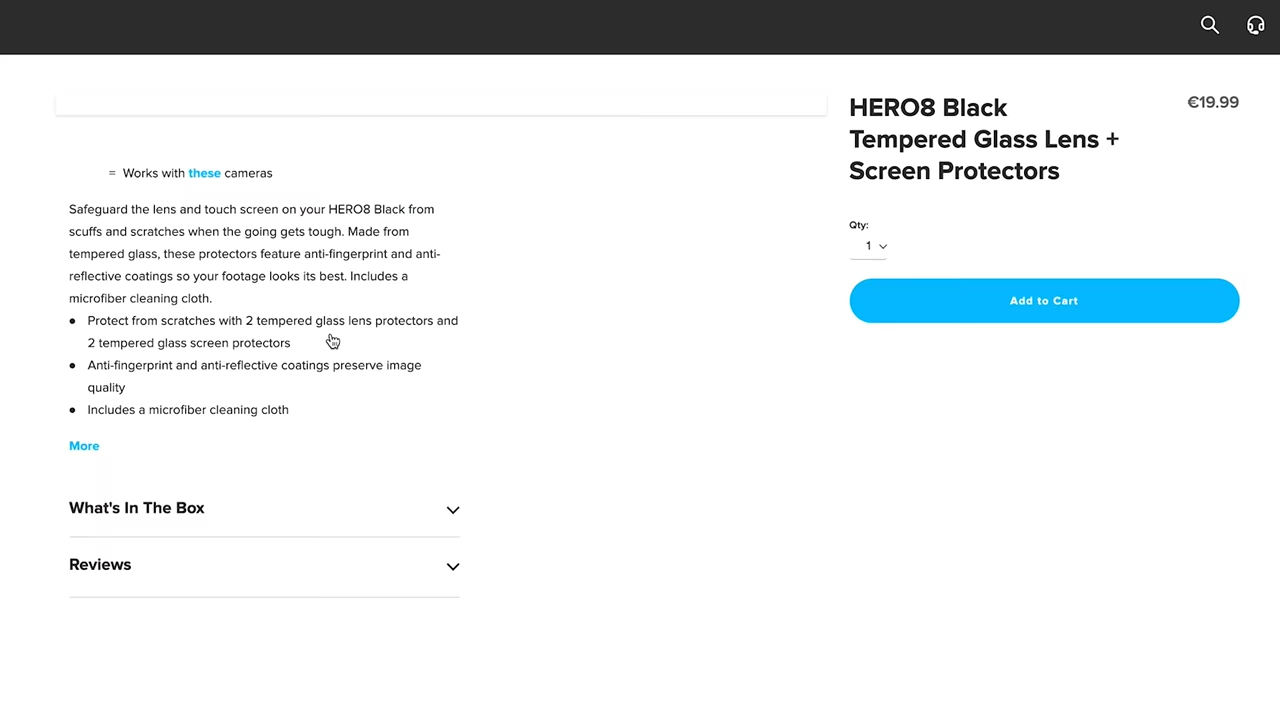 = Works with these cameras
Safeguard the lens and touch screen on your HERO8 Black from
scuffs and scratches when the going gets tough. Made from
tempered glass, these protectors feature anti-fingerprint and anti-
reflective coatings so your footage looks its best. Includes a
microfiber cleaning cloth.
● Protect from scratches with 2 tempered glass lens protectors and
2 tempered glass screen protectors
● Anti-fingerprint and anti-reflective coatings preserve image
quality
● Includes a microfiber cleaning cloth
More
What's In The Box
Reviews
HERO8 Black
Tempered Glass Lens +
Screen Protectors
€19.99
Qty:
1
Add to Cart